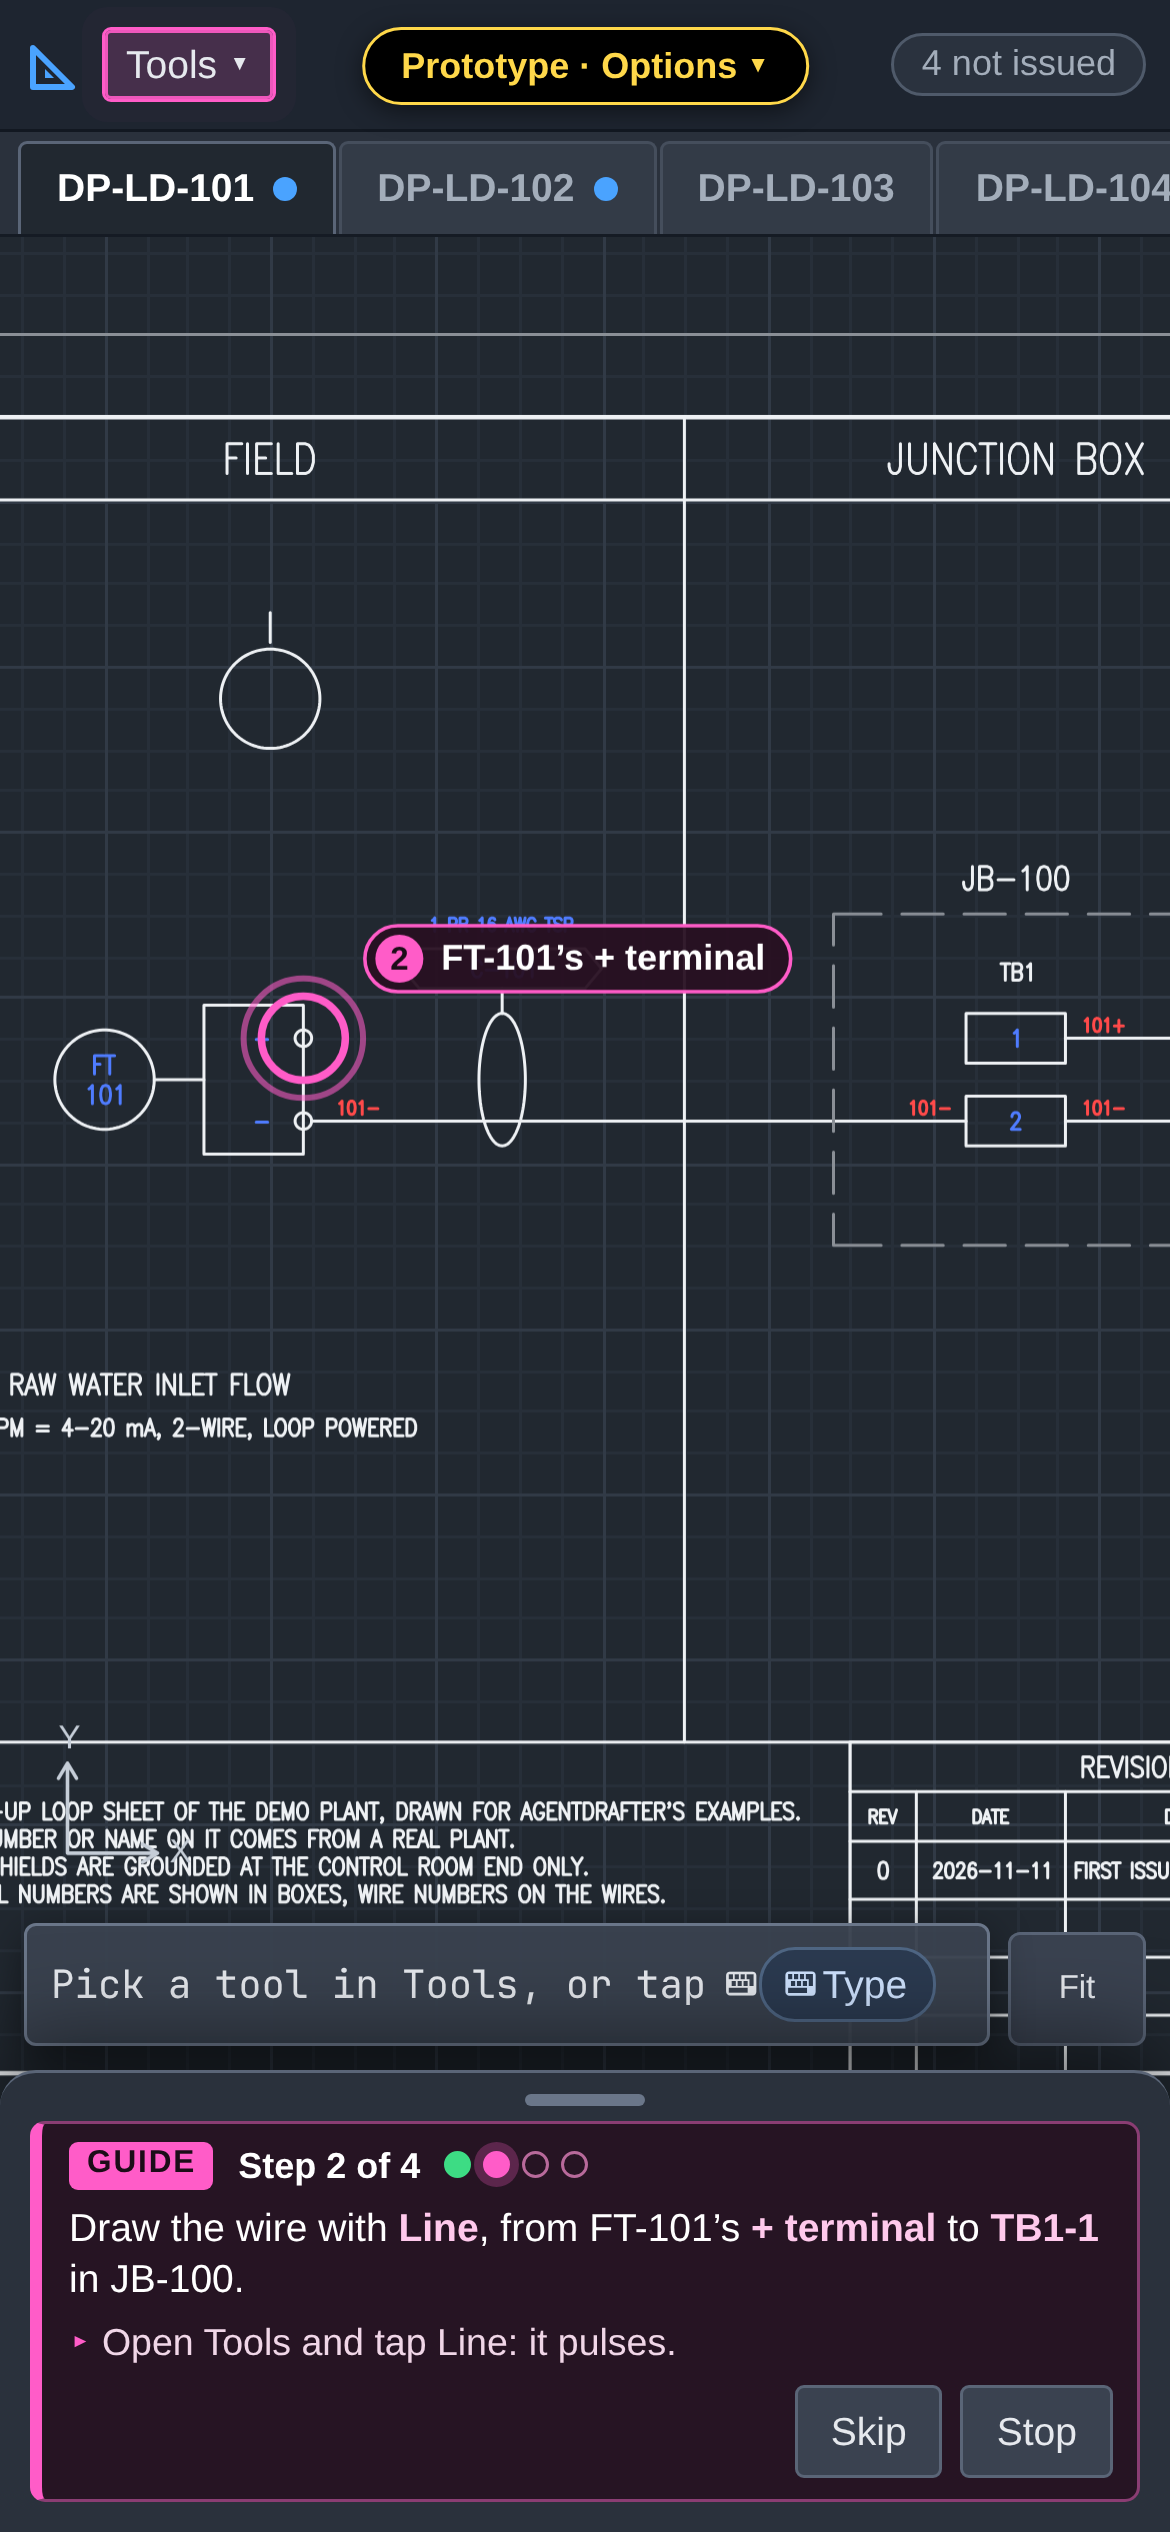 Tools ▼
Prototype · Options ▼
4 not issued
DP-LD-101
DP-LD-102
DP-LD-103
DP-LD-104
FIELD
JUNCTION BOX
JB-100
1 PR 16 AWG TSP
2 FT-101’s + terminal
TB1
FT
101
+
1
101+
−
101-
101-
2
101-
RAW WATER INLET FLOW
PM = 4-20 mA, 2-WIRE, LOOP POWERED
Y
X
-UP LOOP SHEET OF THE DEMO PLANT, DRAWN FOR AGENTDRAFTER'S EXAMPLES.
UMBER OR NAME ON IT COMES FROM A REAL PLANT.
HIELDS ARE GROUNDED AT THE CONTROL ROOM END ONLY.
L NUMBERS ARE SHOWN IN BOXES, WIRE NUMBERS ON THE WIRES.
REVISIO
REV DATE D
0 2026-11-11 FIRST ISSU
Pick a tool in Tools, or tap ⌨
⌨ Type
Fit
GUIDE Step 2 of 4
Draw the wire with Line, from FT-101’s + terminal to TB1-1
in JB-100.
▸ Open Tools and tap Line: it pulses.
Skip
Stop